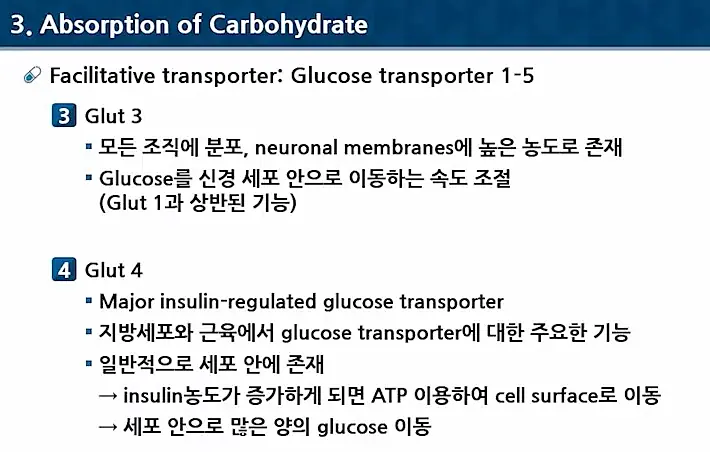 3. Absorption of Carbohydrate
Facilitative transporter: Glucose transporter 1-5
3 Glut 3
▪ 모든 조직에 분포, neuronal membranes에 높은 농도로 존재
▪ Glucose를 신경 세포 안으로 이동하는 속도 조절
(Glut 1과 상반된 기능)
4 Glut 4
▪ Major insulin-regulated glucose transporter
▪ 지방세포와 근육에서 glucose transporter에 대한 주요한 기능
▪ 일반적으로 세포 안에 존재
→ insulin농도가 증가하게 되면 ATP 이용하여 cell surface로 이동
→ 세포 안으로 많은 양의 glucose 이동